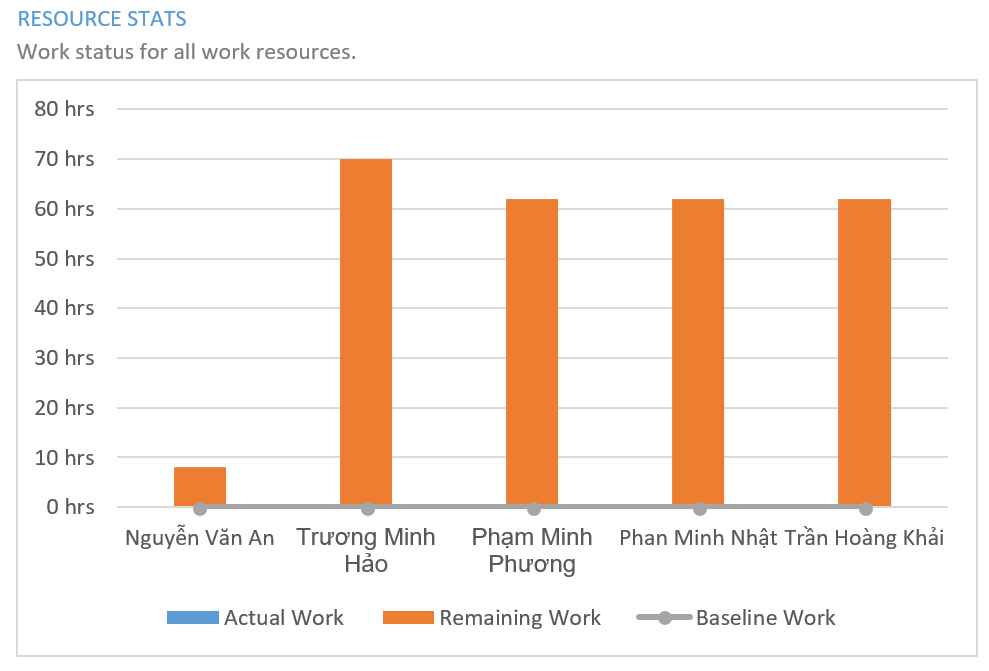 RESOURCE STATS
Work status for all work resources.
80 hrs
70 hrs
60 hrs
50 hrs
40 hrs
30 hrs
20 hrs
10 hrs
0 hrs
Nguyễn Văn An
Trương Minh
Hảo
Phạm Minh
Phương
Phan Minh Nhật
Trần Hoàng Khải
Actual Work
Remaining Work
Baseline Work